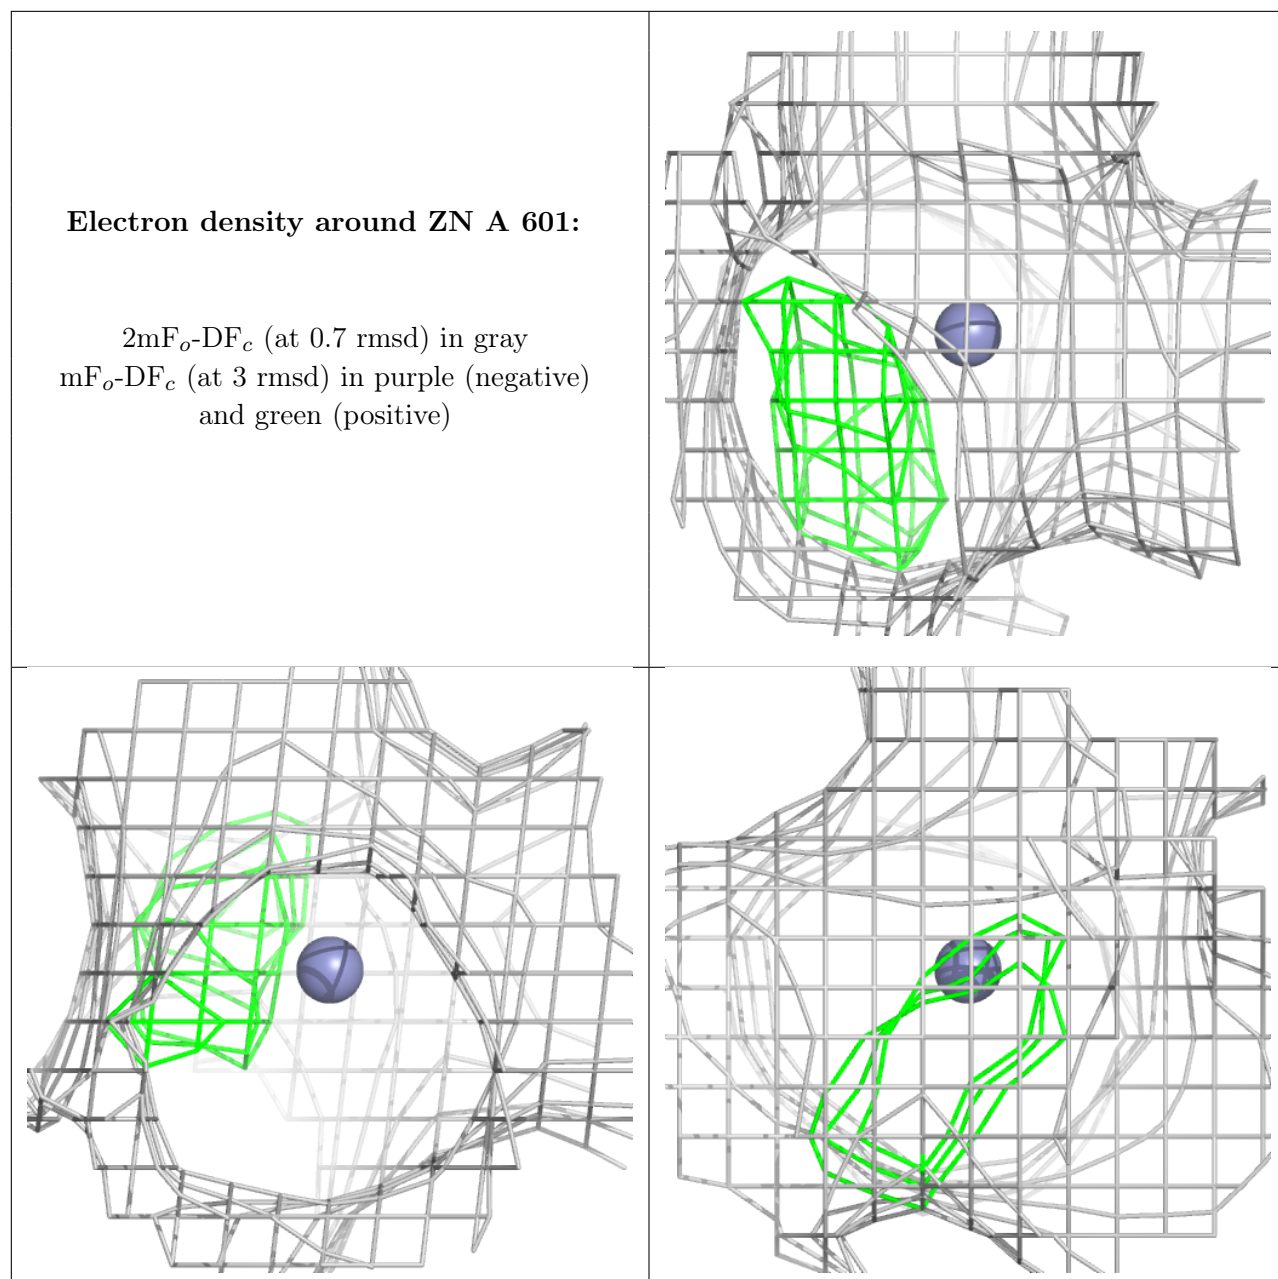 Electron density around ZN A 601:
2mFo-DFc (at 0.7 rmsd) in gray
mFo-DFc (at 3 rmsd) in purple (negative)
and green (positive)